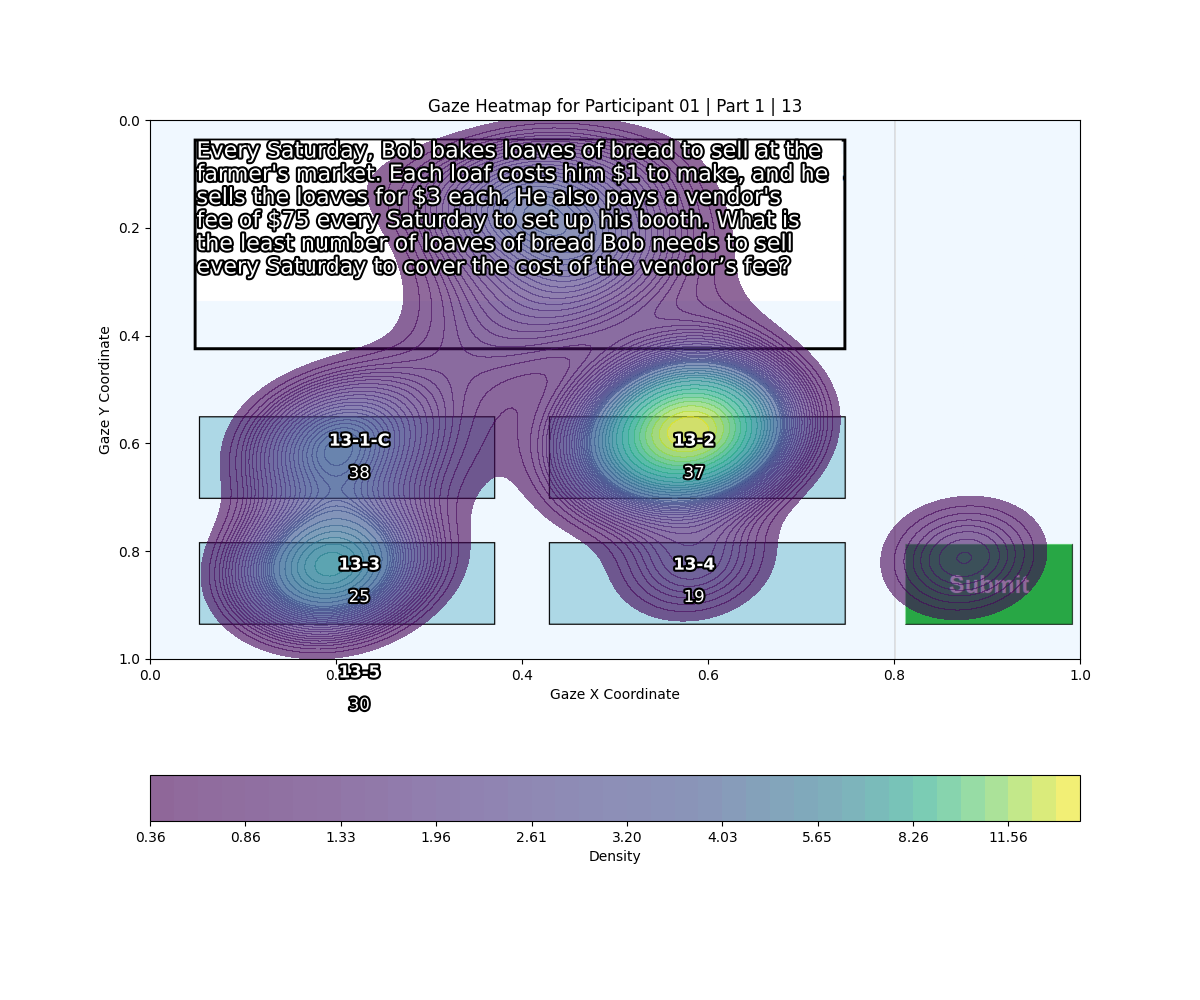 Gaze Heatmap for Participant 01 | Part 1 | 13
Every Saturday, Bob bakes loaves of bread to sell at the
farmer's market. Each loaf costs him $1 to make, and he
sells the loaves for $3 each. He also pays a vendor's
fee of $75 every Saturday to set up his booth. What is
the least number of loaves of bread Bob needs to sell
every Saturday to cover the cost of the vendor’s fee?
0.0
0.2
0.4
0.6
0.8
1.0
Gaze Y Coordinate
13-1-C
38
13-2
37
13-3
25
13-4
19
Submit
13-5
30
0.0 0.4 0.6 0.8 1.0
Gaze X Coordinate
0.36 0.86 1.33 1.96 2.61 3.20 4.03 5.65 8.26 11.56
Density